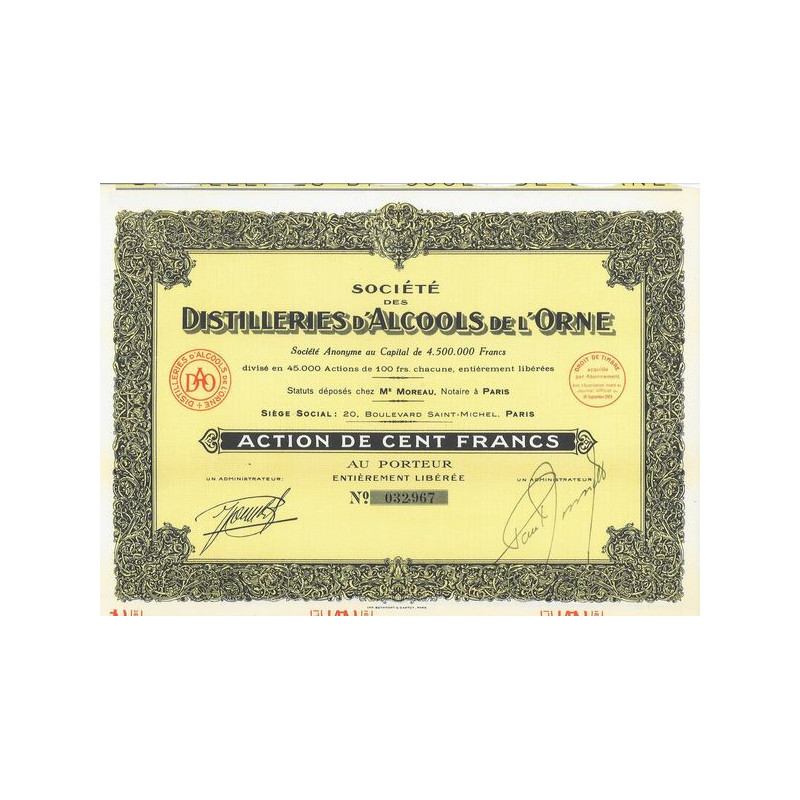 SOCIÉTÉ
DES
DISTILLERIES D'ALCOOLS DE L'ORNE
Société Anonyme au Capital de 4.500.000 Francs
divisé en 45.000 Actions de 100 frs. chacune, entièrement libérées
Statuts déposés chez Me MOREAU, Notaire à PARIS
SIÈGE SOCIAL: 20, BOULEVARD SAINT-MICHEL, PARIS
DISTILLERIES D'ALCOOLS DE L'ORNE
DAO
DROIT DE TIMBRE
acquitté
par Abonnement
ACTION DE CENT FRANCS
AU PORTEUR
ENTIÈREMENT LIBÉRÉE
UN ADMINISTRATEUR:
UN ADMINISTRATEUR
No 032967